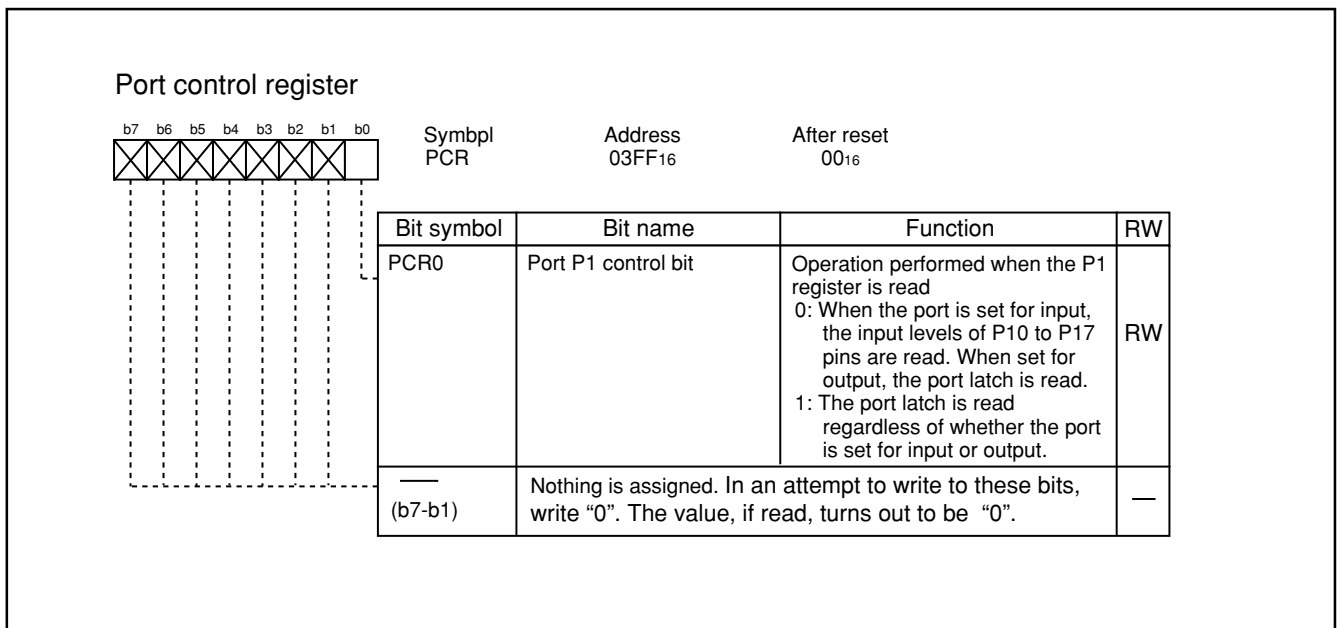 Port control register
b7 b6 b5 b4 b3 b2 b1 b0
Symbpl Address After reset
PCR 03FF16 0016
Bit symbol Bit name Function RW
PCR0 Port P1 control bit Operation performed when the P1
register is read
0: When the port is set for input,
the input levels of P10 to P17
pins are read. When set for
output, the port latch is read.
1: The port latch is read
regardless of whether the port
is set for input or output.
RW
(b7-b1) Nothing is assigned. In an attempt to write to these bits,
write “0”. The value, if read, turns out to be “0”.
—